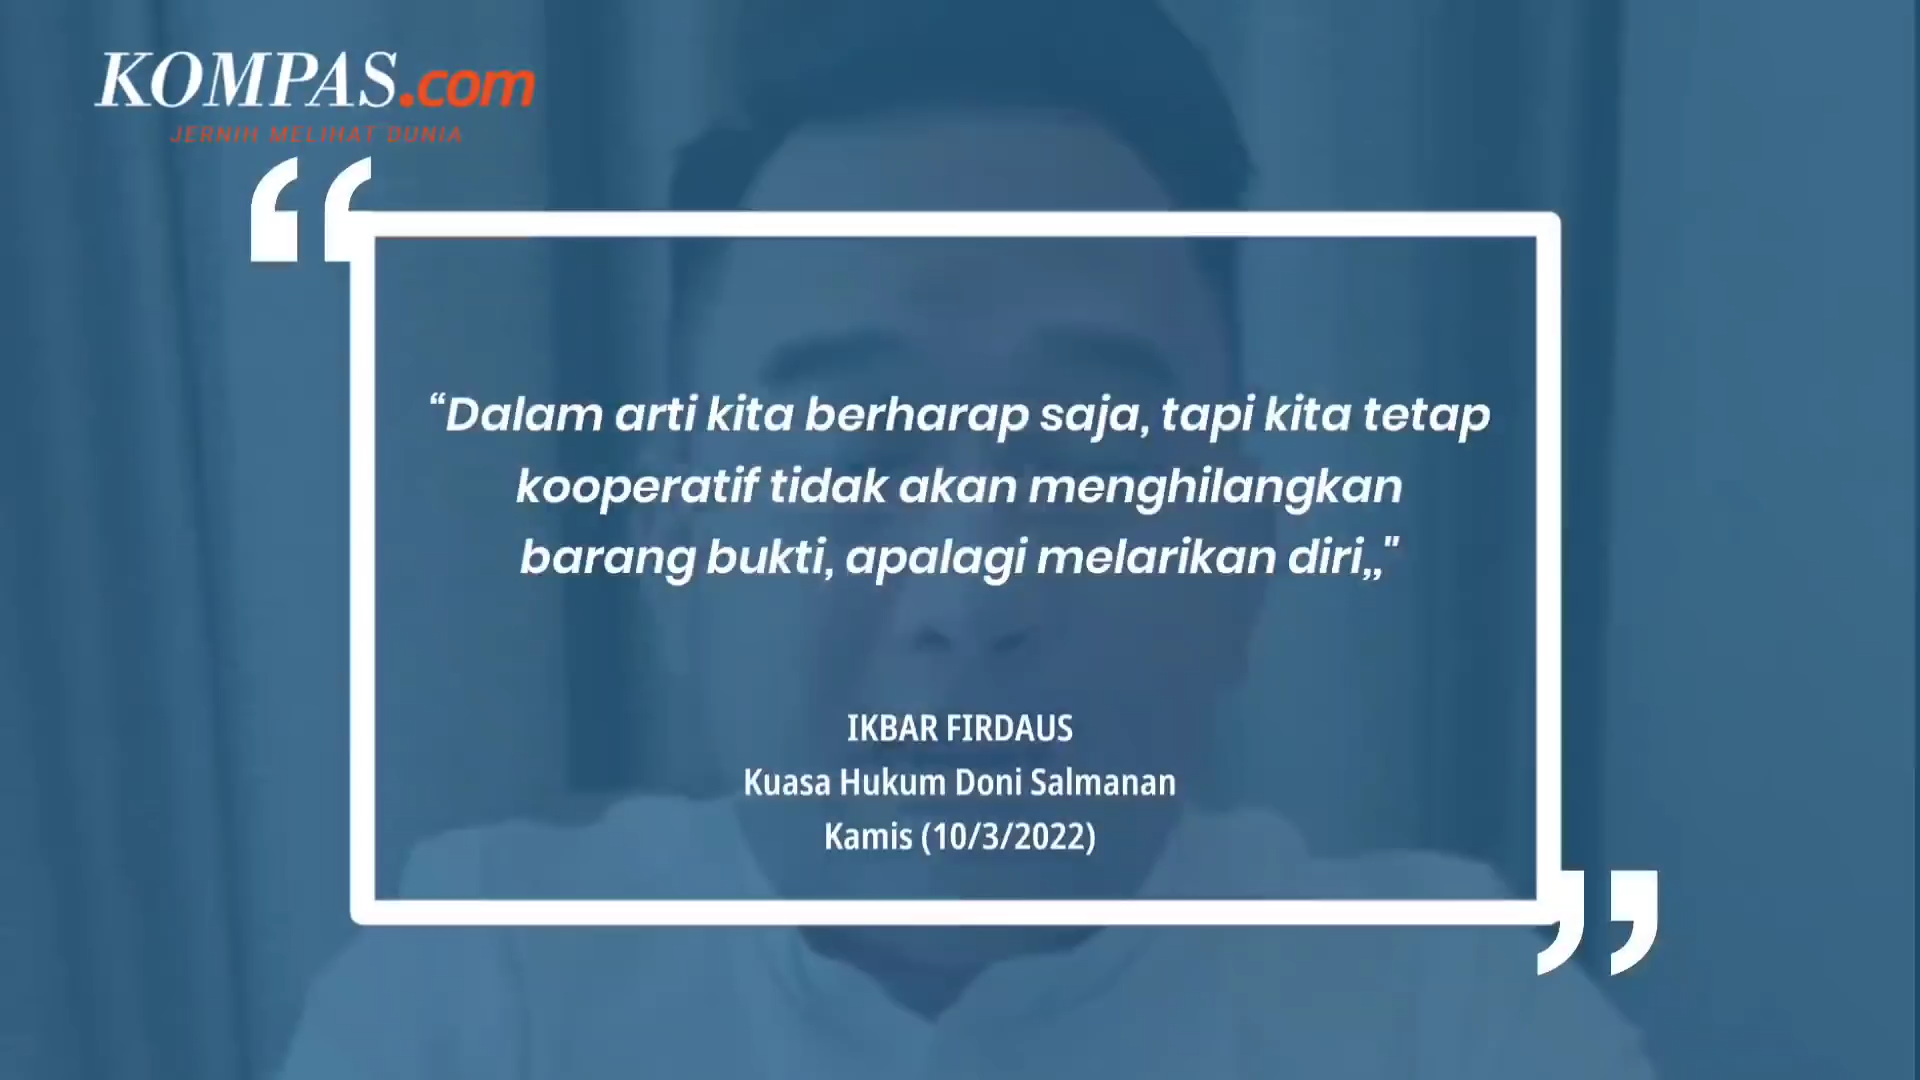 KOMPAS.com
JERNIH MELIHAT DUNIA
“Dalam arti kita berharap saja, tapi kita tetap
kooperatif tidak akan menghilangkan
barang bukti, apalagi melarikan diri,,"
IKBAR FIRDAUS
Kuasa Hukum Doni Salmanan
Kamis (10/3/2022)